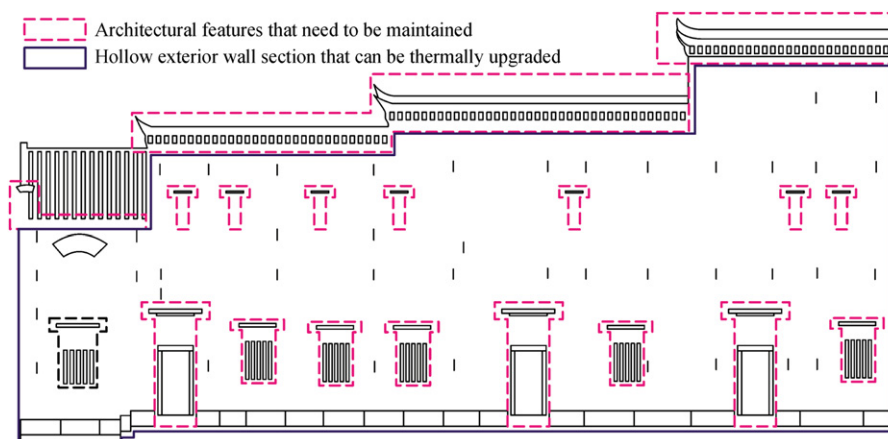 Architectural features that need to be maintained
Hollow exterior wall section that can be thermally upgraded